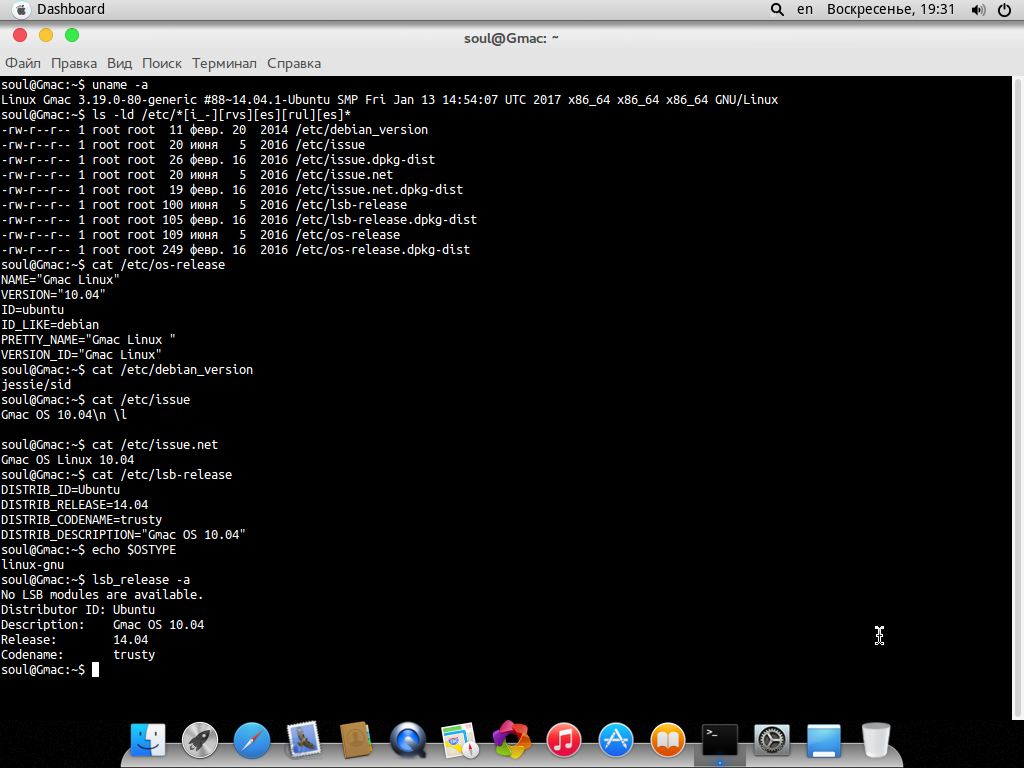 Dashboard en Воскресенье, 19:31
soul@Gmac: ~
Файл Правка Вид Поиск Терминал Справка
soul@Gmac:~$ uname -a
Linux Gmac 3.19.0-80-generic #88~14.04.1-Ubuntu SMP Fri Jan 13 14:54:07 UTC 2017 x86_64 x86_64 x86_64 GNU/Linux
soul@Gmac:~$ ls -ld /etc/*[i_-][rvs][es][rul][es]*
-rw-r--r-- 1 root root  11 февр. 20  2014 /etc/debian_version
-rw-r--r-- 1 root root  20 июня   5  2016 /etc/issue
-rw-r--r-- 1 root root  26 февр. 16  2016 /etc/issue.dpkg-dist
-rw-r--r-- 1 root root  20 июня   5  2016 /etc/issue.net
-rw-r--r-- 1 root root  19 февр. 16  2016 /etc/issue.net.dpkg-dist
-rw-r--r-- 1 root root 100 июня   5  2016 /etc/lsb-release
-rw-r--r-- 1 root root 105 февр. 16  2016 /etc/lsb-release.dpkg-dist
-rw-r--r-- 1 root root 109 июня   5  2016 /etc/os-release
-rw-r--r-- 1 root root 249 февр. 16  2016 /etc/os-release.dpkg-dist
soul@Gmac:~$ cat /etc/os-release
NAME="Gmac Linux"
VERSION="10.04"
ID=ubuntu
ID_LIKE=debian
PRETTY_NAME="Gmac Linux "
VERSION_ID="Gmac Linux"
soul@Gmac:~$ cat /etc/debian_version
jessie/sid
soul@Gmac:~$ cat /etc/issue
Gmac OS 10.04\n \l
soul@Gmac:~$ cat /etc/issue.net
Gmac OS Linux 10.04
soul@Gmac:~$ cat /etc/lsb-release
DISTRIB_ID=Ubuntu
DISTRIB_RELEASE=14.04
DISTRIB_CODENAME=trusty
DISTRIB_DESCRIPTION="Gmac OS 10.04"
soul@Gmac:~$ echo $OSTYPE
linux-gnu
soul@Gmac:~$ lsb_release -a
No LSB modules are available.
Distributor ID: Ubuntu
Description:    Gmac OS 10.04
Release:        14.04
Codename:       trusty
soul@Gmac:~$